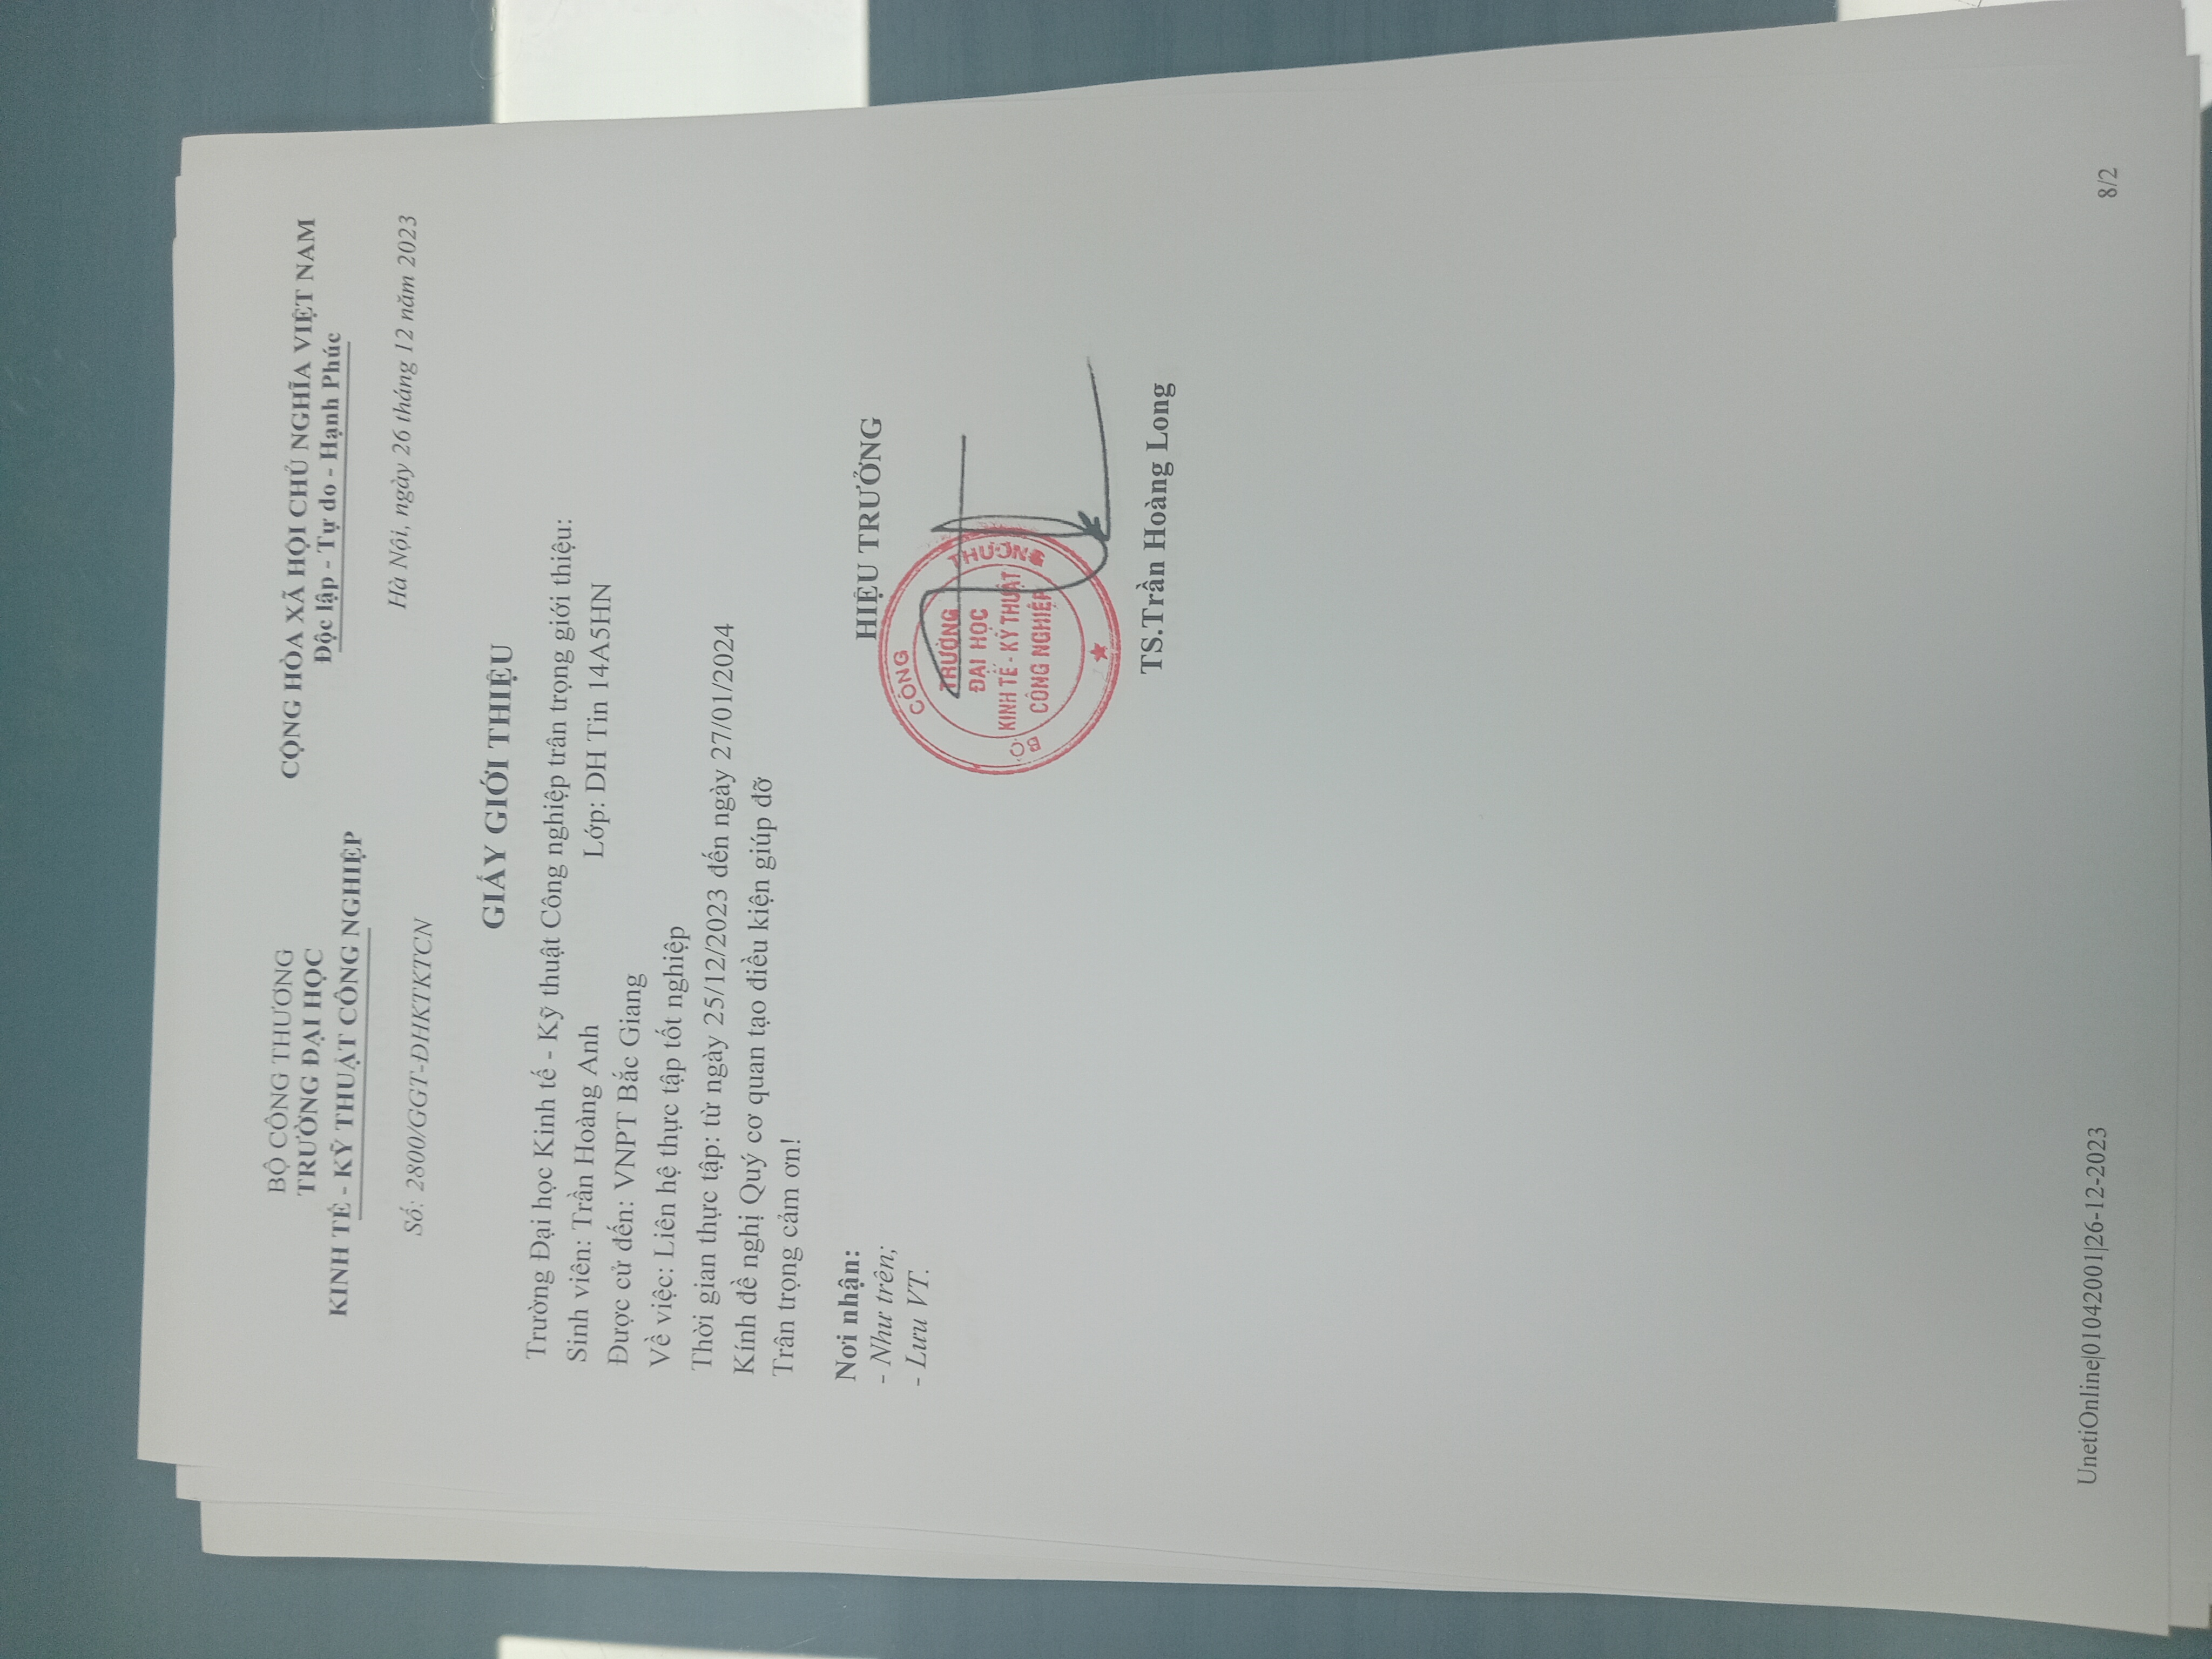 BỘ CÔNG THƯƠNG
TRƯỜNG ĐẠI HỌC
KINH TẾ - KỸ THUẬT CÔNG NGHIỆP
Số: 2800/GGT-ĐHKTKTCN
CỘNG HÒA XÃ HỘI CHỦ NGHĨA VIỆT NAM
Độc lập - Tự do - Hạnh Phúc
Hà Nội, ngày 26 tháng 12 năm 2023
GIẤY GIỚI THIỆU
Trường Đại học Kinh tế - Kỹ thuật Công nghiệp trân trọng giới thiệu:
Sinh viên: Trần Hoàng Anh Lớp: DH Tin 14A5HN
Được cử đến: VNPT Bắc Giang
Về việc: Liên hệ thực tập tốt nghiệp
Thời gian thực tập: từ ngày 25/12/2023 đến ngày 27/01/2024
Kính đề nghị Quý cơ quan tạo điều kiện giúp đỡ
Trân trọng cảm ơn!
Nơi nhận:
- Như trên;
- Lưu VT.
HIỆU TRƯỞNG
BỘ CÔNG THƯƠNG
TRƯỜNG
ĐẠI HỌC
KINH TẾ - KỸ THUẬT
CÔNG NGHIỆP
TS.Trần Hoàng Long
UnetiOnline|01042001|26-12-2023
8/2